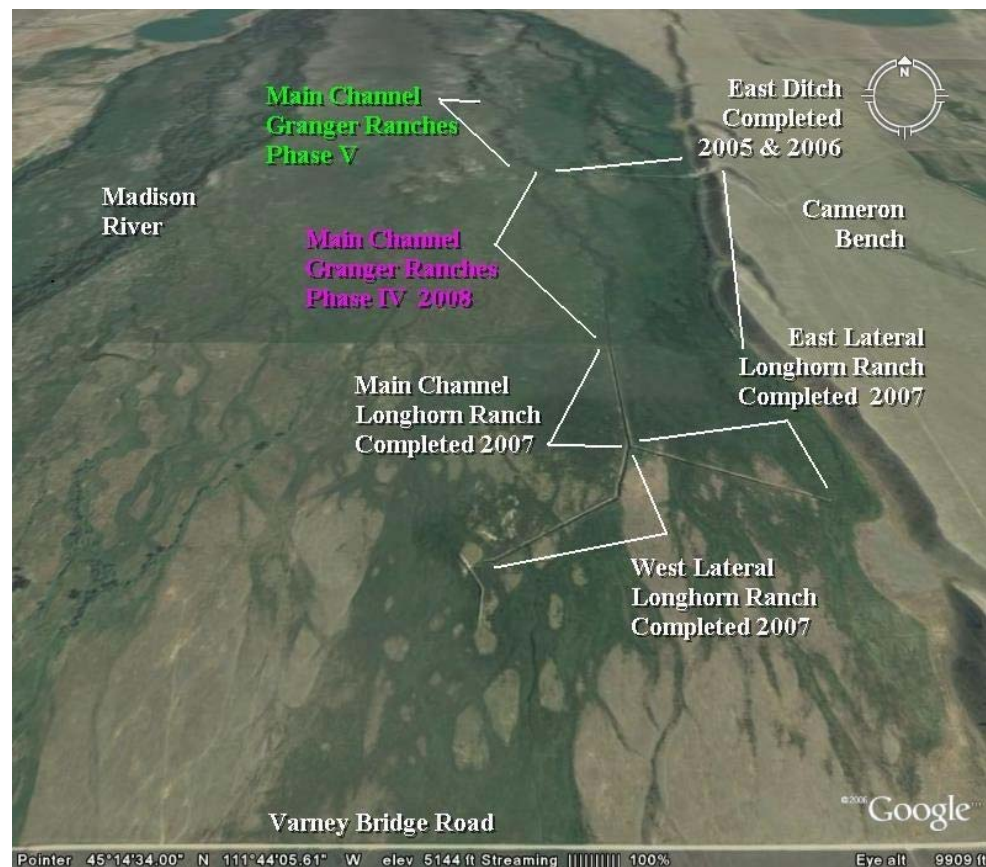 Main Channel
Granger Ranches
Phase V
East Ditch
Completed
2005 & 2006
N
Madison
River
Cameron
Bench
Main Channel
Granger Ranches
Phase IV 2008
East Lateral
Longhorn Ranch
Completed 2007
Main Channel
Longhorn Ranch
Completed 2007
West Lateral
Longhorn Ranch
Completed 2007
©2006 Google™
Varney Bridge Road
Pointer 45°14'34.00" N 111°44'05.61" W elev 5144 ft Streaming ||||||||| 100% Eye alt 9909 ft